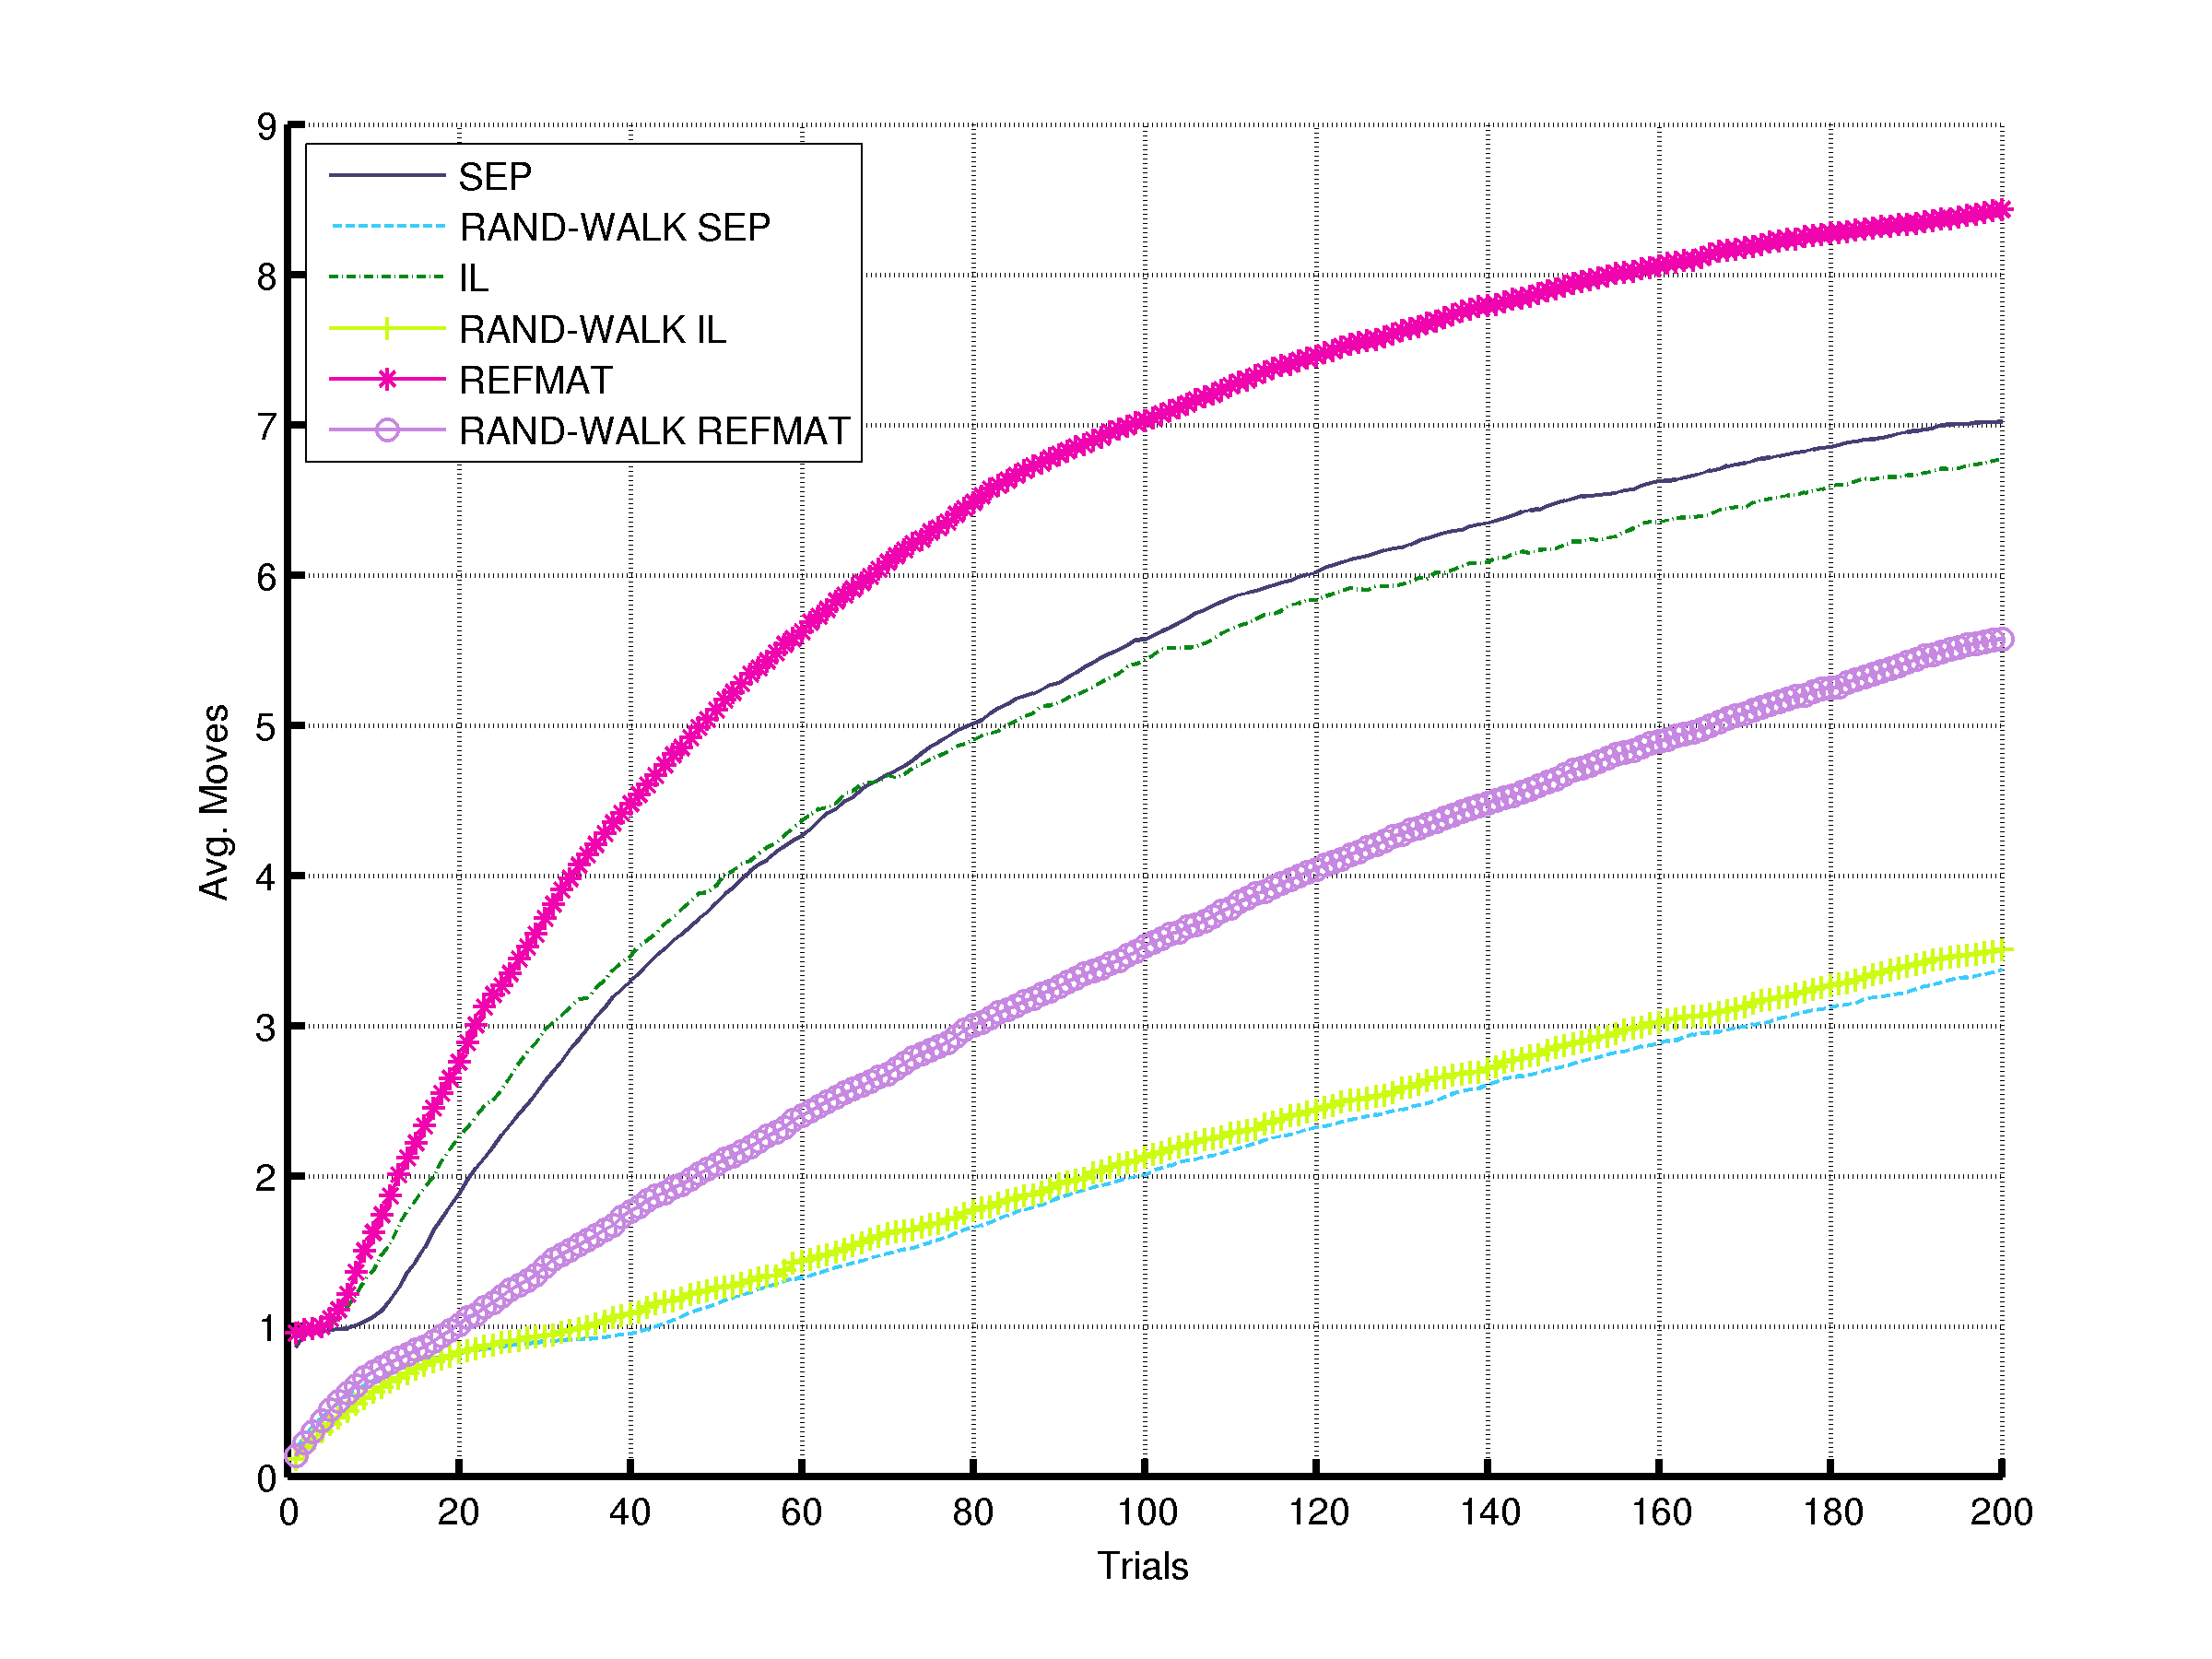 9
8
7
6
5
4
3
2
1
0
Avg. Moves
SEP
RAND-WALK SEP
IL
RAND-WALK IL
REFMAT
RAND-WALK REFMAT
0 20 40 60 80 100 120 140 160 180 200
Trials